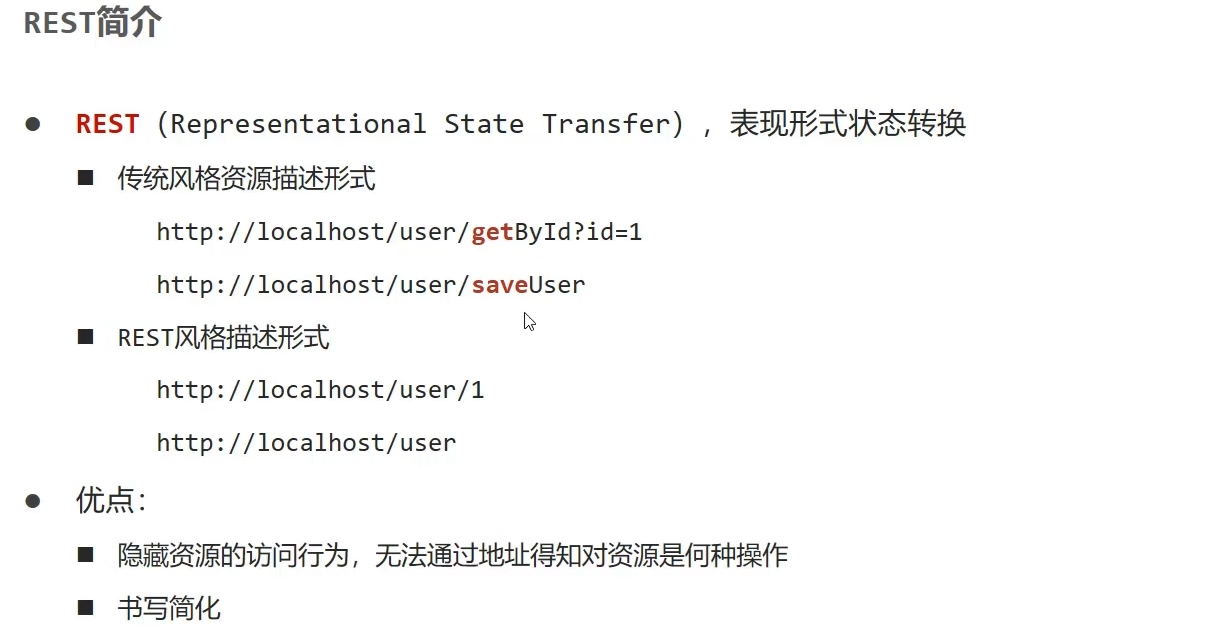 REST简介
REST（Representational State Transfer），表现形式状态转换
传统风格资源描述形式
http://localhost/user/getById?id=1
http://localhost/user/saveUser
REST风格描述形式
http://localhost/user/1
http://localhost/user
优点：
隐藏资源的访问行为，无法通过地址得知对资源是何种操作
书写简化